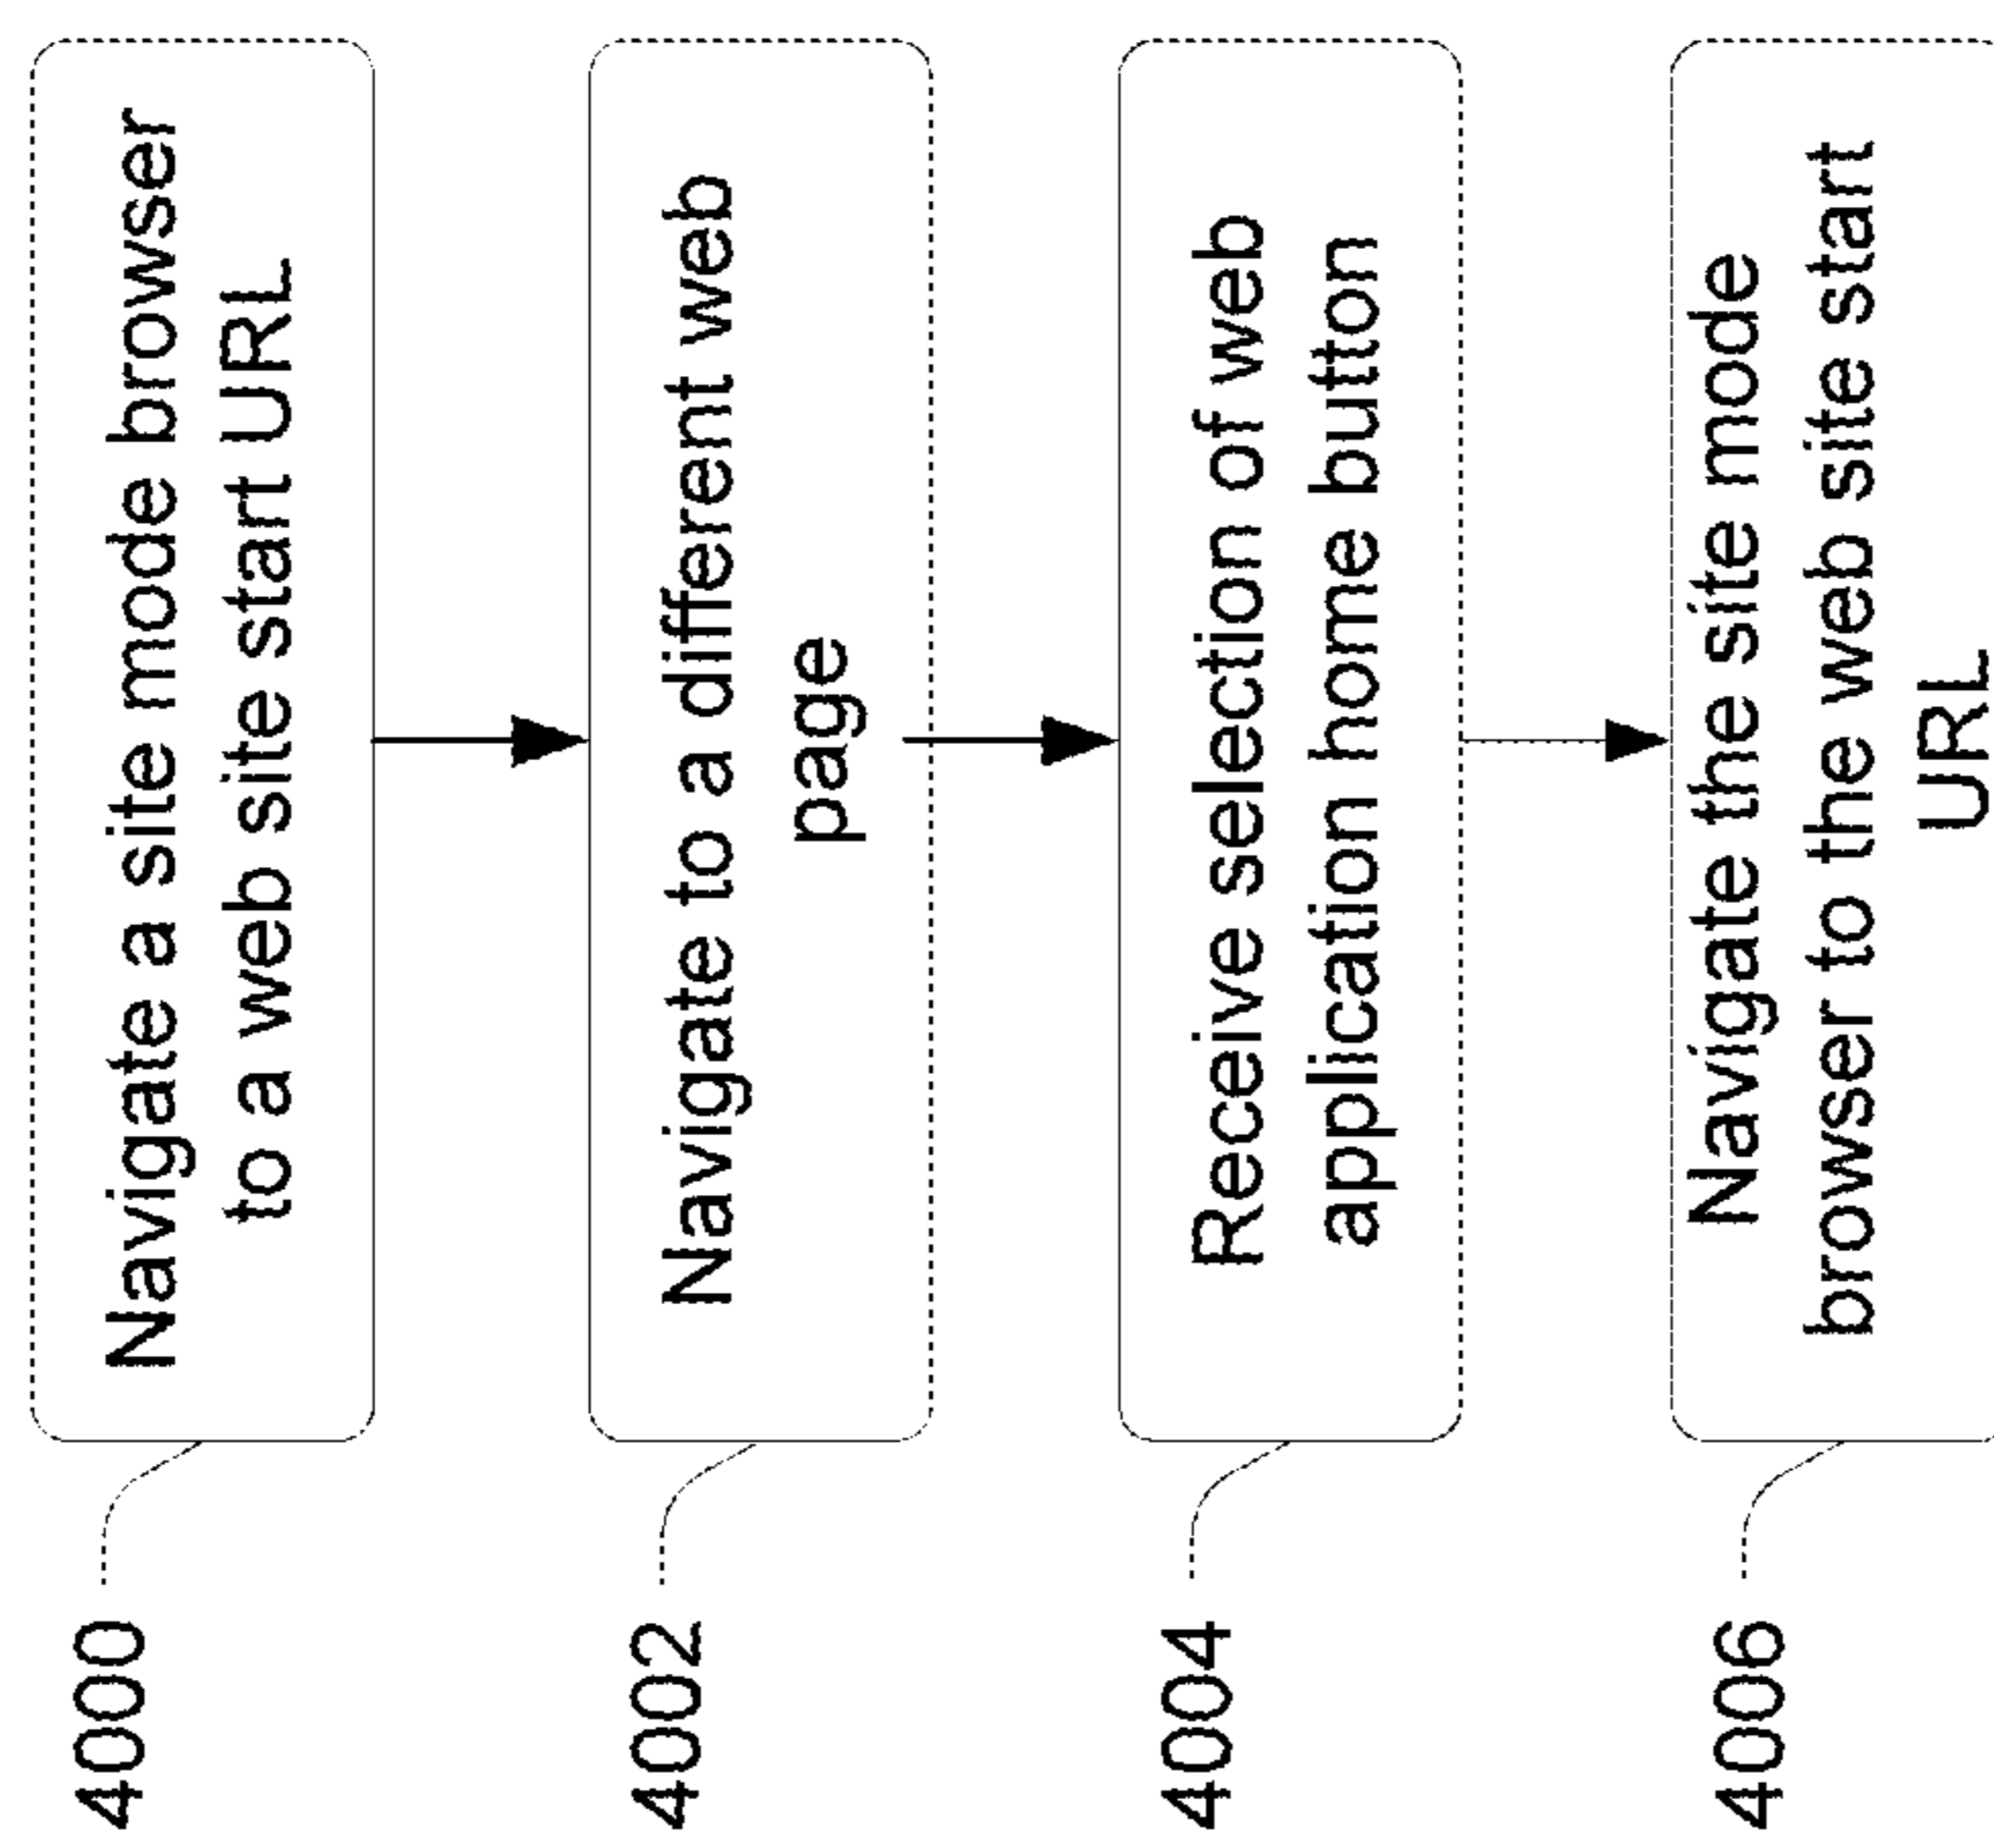 4000
Navigate a site mode browser
to a web site start URL
4002
Navigate to a different web
page
4004
Receive selection of web
application home button
4006
Navigate the site mode
browser to the web site start
URL